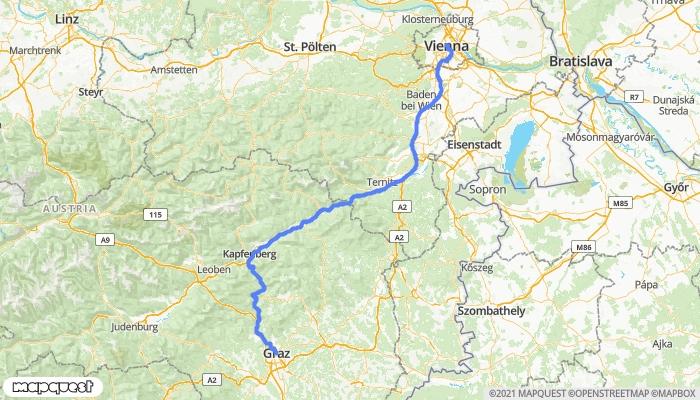 Linz
Klosterneuburg
Trnava
Marchtrenk
St. Pölten
Vienna
Amstetten
Bratislava
Steyr
Baden
bei Wien
R7
Dunajská
Streda
Mosonmagyaróvár
Eisenstadt
Ternitz
Sopron
Győr
AUSTRIA
115
A2
M85
A9
A2
M86
Kapfenberg
Leoben
Kőszeg
Pápa
Szombathely
Judenburg
Ajka
Graz
A2
mapquest
©2021 MAPQUEST ©OPENSTREETMAP ©MAPBOX